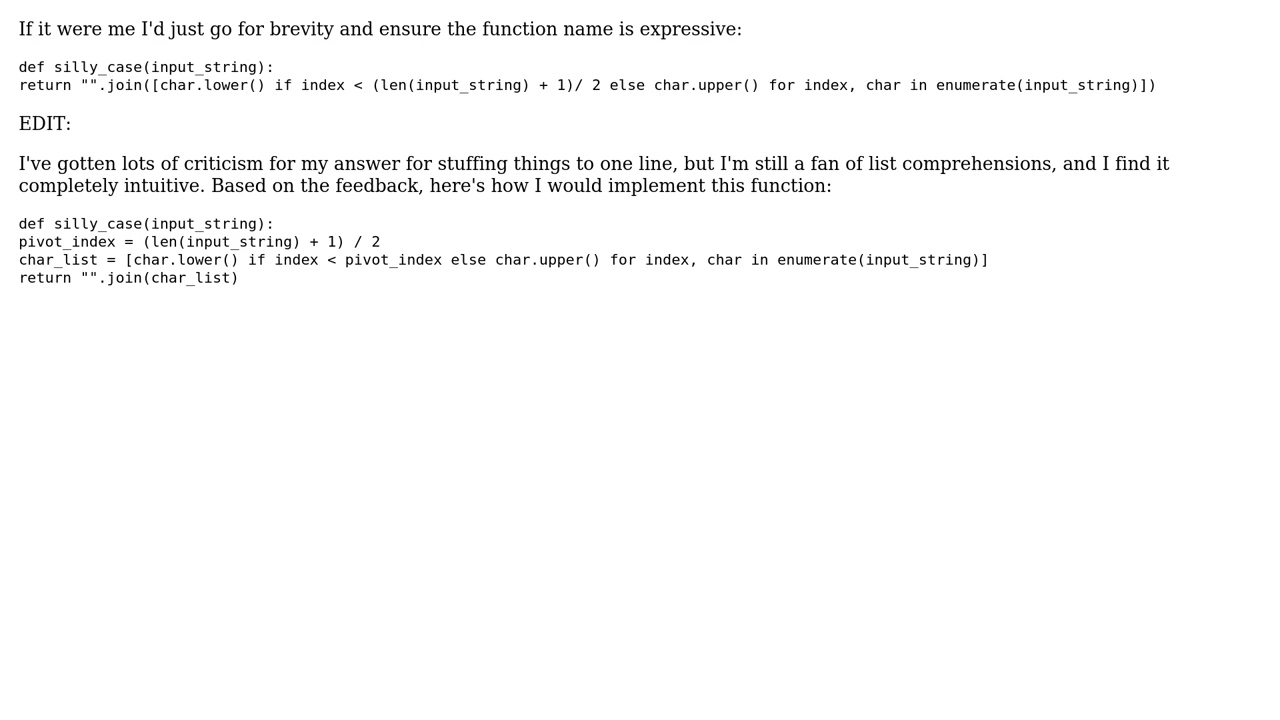 If it were me I'd just go for brevity and ensure the function name is expressive:
def silly_case(input_string):
return "".join([char.lower() if index < (len(input_string) + 1)/ 2 else char.upper() for index, char in enumerate(input_string)])
EDIT:
I've gotten lots of criticism for my answer for stuffing things to one line, but I'm still a fan of list comprehensions, and I find it
completely intuitive. Based on the feedback, here's how I would implement this function:
def silly_case(input_string):
pivot_index = (len(input_string) + 1) / 2
char_list = [char.lower() if index < pivot_index else char.upper() for index, char in enumerate(input_string)]
return "".join(char_list)